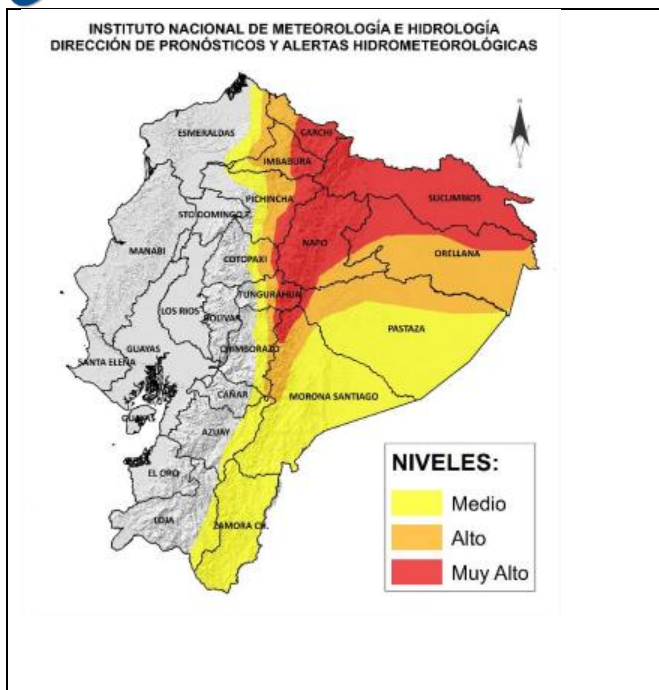 INSTITUTO NACIONAL DE METEOROLOGÍA E HIDROLOGÍA
DIRECCIÓN DE PRONÓSTICOS Y ALERTAS HIDROMETEOROLÓGICAS
N
ESMERALDAS
CARCHI
IMBABURA
SUCUMBIOS
PICHINCHA
STO DOMINGO T.
NAPO
MANABI
COTOPAXI
ORELLANA
TUNGURAHUA
LOS RIOS
BOLIVAR
PASTAZA
GUAYAS
CHIMBORAZO
SANTA ELENA
MORONA SANTIAGO
CAÑAR
GUAYAS
AZUAY
EL ORO
LOJA
ZAMORA CH.
S
NIVELES:
Medio
Alto
Muy Alto